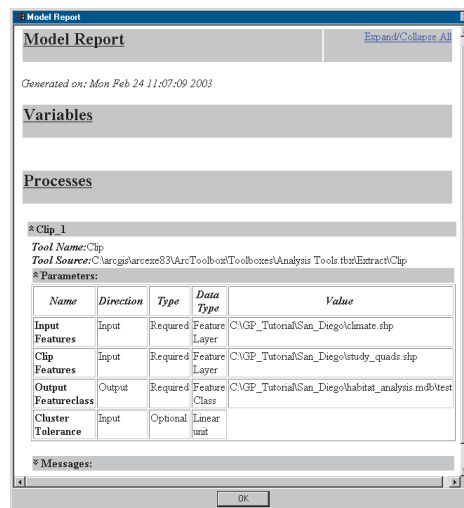 Model Report
Model Report
Expand/Collapse All
Generated on: Mon Feb 24 11:07:09 2003
Variables
Processes
Clip_1
Tool Name:Clip
Tool Source:C:\arcgis\arcexe83\ArcToolbox\Toolboxes\Analysis Tools.tbx\Extract\Clip
Parameters:
Name Direction Type Data Type Value
Input Features Input Required Feature Layer C:\GP_Tutorial\San_Diego\climate.shp
Clip Features Input Required Feature Layer C:\GP_Tutorial\San_Diego\study_quads.shp
Output Featureclass Output Required Feature Class C:\GP_Tutorial\San_Diego\habitat_analysis.mdb\test
Cluster Tolerance Input Optional Linear unit
Messages:
OK